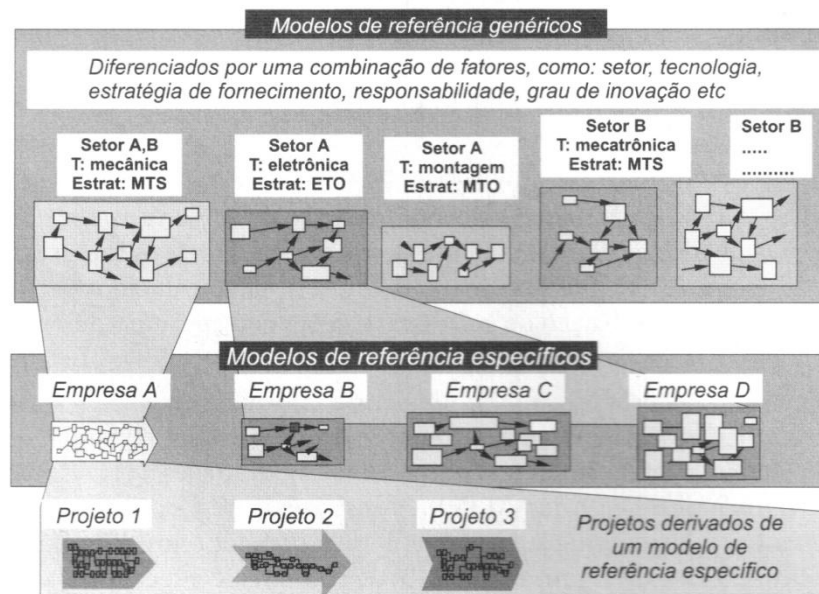 Modelos de referência genéricos
Diferenciados por uma combinação de fatores, como: setor, tecnologia,
estratégia de fornecimento, responsabilidade, grau de inovação etc
Setor A,B
T: mecânica
Estrat: MTS
Setor A
T: eletrônica
Estrat: ETO
Setor A
T: montagem
Estrat: MTO
Setor B
T: mecatrônica
Estrat: MTS
Setor B
.....
..........
Modelos de referência específicos
Empresa A
Empresa B
Empresa C
Empresa D
Projeto 1
Projeto 2
Projeto 3
Projetos derivados de
um modelo de
referência específico